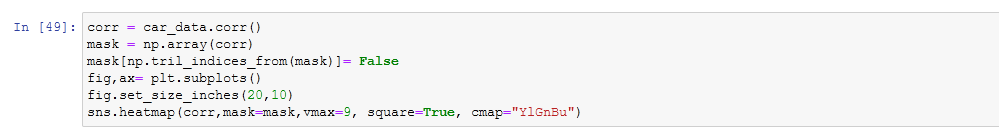 In [49]: corr = car_data.corr()
mask = np.array(corr)
mask[np.tril_indices_from(mask)]= False
fig,ax= plt.subplots()
fig.set_size_inches(20,10)
sns.heatmap(corr,mask=mask,vmax=9, square=True, cmap="YlGnBu")